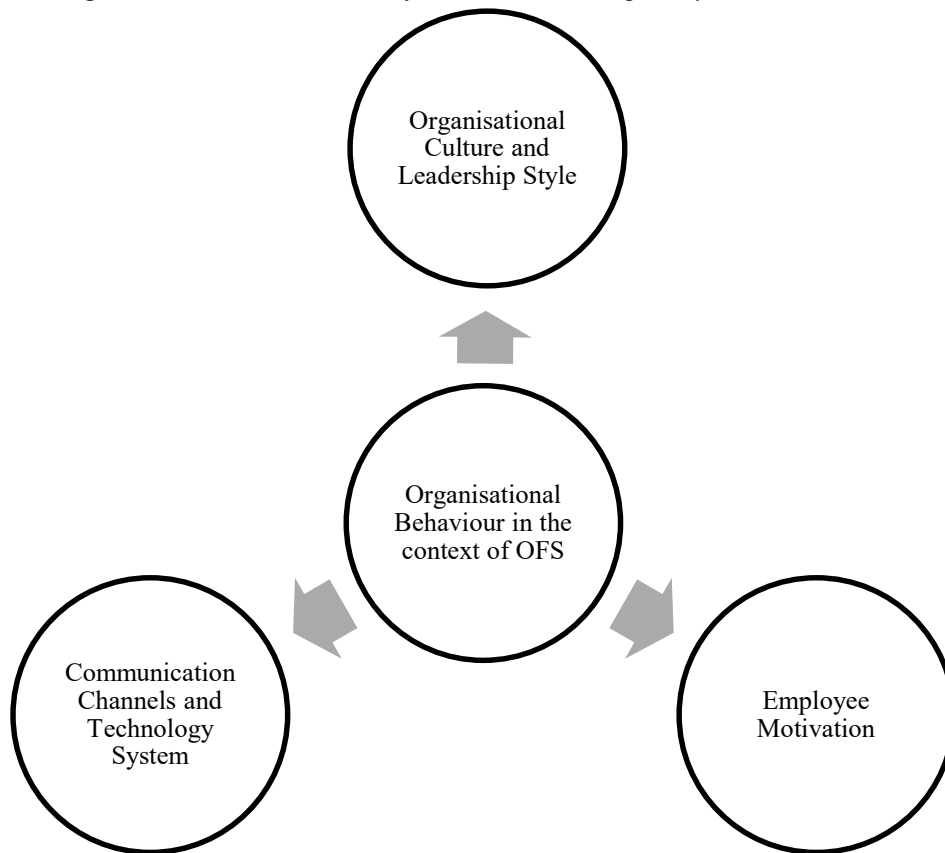 Organisational
Culture and
Leadership Style
Organisational
Behaviour in the
context of OFS
Communication
Channels and
Technology
System
Employee
Motivation